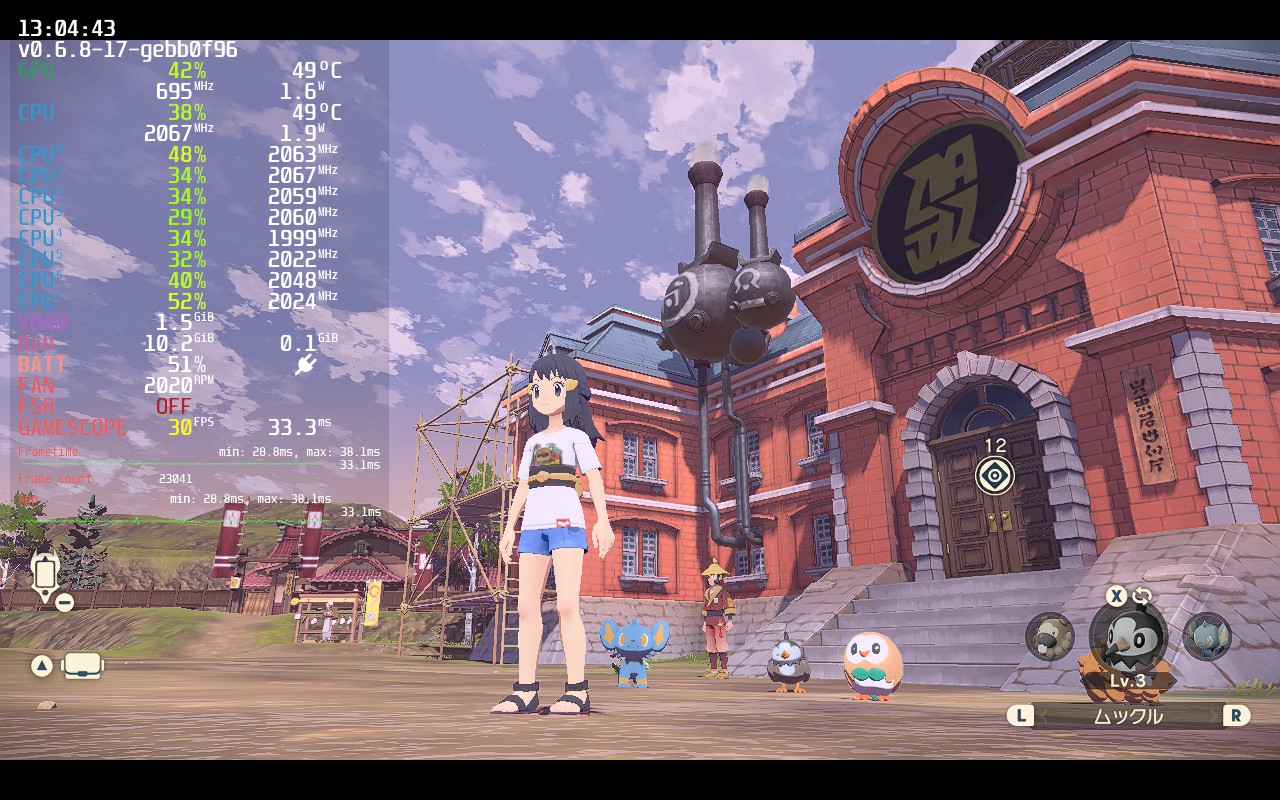 13:04:43
v0.6.8-17-gebb0f96
GPU 42% 49°C
695MHz 1.6W
CPU 38% 49°C
2067MHz 1.9W
CPU0 48% 2063MHz
CPU 34% 2067MHz
CPU 34% 2059MHz
CPU3 29% 2060MHz
CPU4 34% 1999MHz
CPU5 32% 2022MHz
CPU6 40% 2048MHz
CPU 52% 2024MHz
VRAM 1.5GiB
RAM 10.2GiB 0.1GiB
BATT 51%
FAN 2020RPM
FSR OFF
GAMESCOPE 30FPS 33.3ms
Frametime min: 28.8ms, max: 38.1ms
33.1ms
Frame Count 23041
min: 28.8ms, max: 38.1ms
33.1ms
12
X
Lv.3
L ムックル R